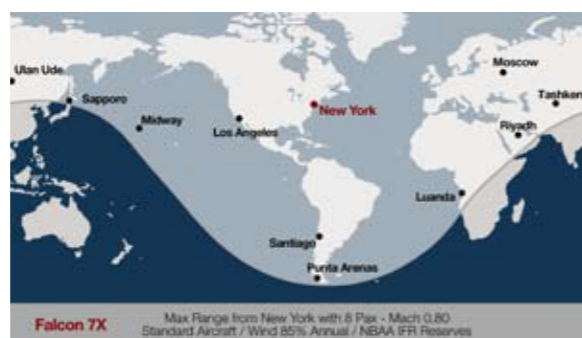 Moscow
Ulan Ude
Tashken
Sapporo
New York
Midway
Los Angeles
Riyadh
Luanda
Santiago
Punta Arenas
Falcon 7X
Max Range from New York with 8 Pax - Mach 0.80
Standard Aircraft / Wind 85% Annual / NBAA IFR Reserves